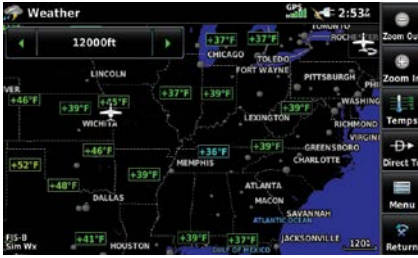 Weather
GPS
2:53
12000ft
+37°F
+37°F
TORONTO
ROCHESTER
Zoom Out
CHICAGO
TOLEDO
FORT WAYNE
LINCOLN
PITTSBURGH
Zoom In
+46°F
+39°F
+45°F
+37°F
+39°F
+39°F
WASHING
WICHITA
LEXINGTON
RICHMOND
Temps
VIRGINI
+46°F
+36°F
+39°F
GREENSBORO
CHARLOTTE
+52°F
MEMPHIS
+39°F
Direct To
+48°F
ATLANTA
DALLAS
MACON
Menu
SAVANNAH
ATLANTIC OCEAN
FIS-B
Sim Wx
+41°F
HOUSTON
+39°F
+37°F
JACKSONVILLE
GULF OF MEXICO
Return